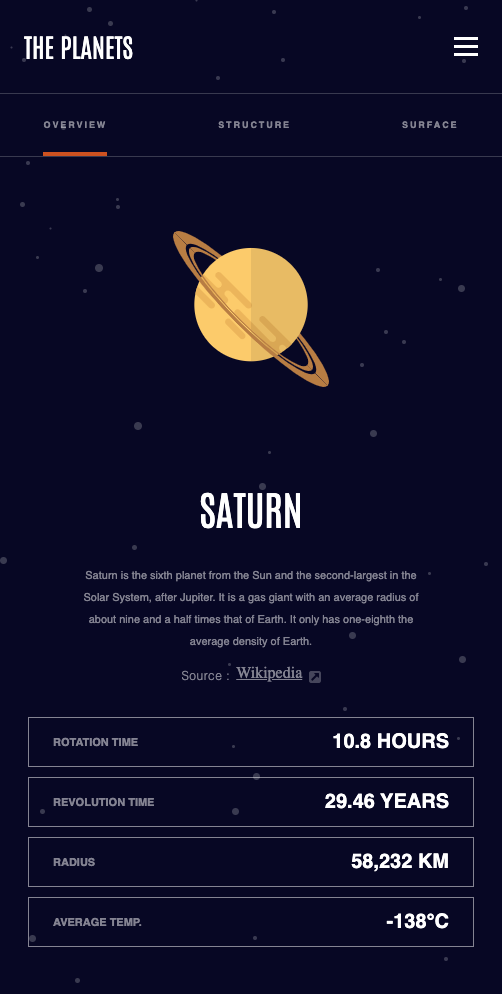 THE PLANETS
OVERVIEW STRUCTURE SURFACE
SATURN
Saturn is the sixth planet from the Sun and the second-largest in the
Solar System, after Jupiter. It is a gas giant with an average radius of
about nine and a half times that of Earth. It only has one-eighth the
average density of Earth.
Source : Wikipedia
ROTATION TIME 10.8 HOURS
REVOLUTION TIME 29.46 YEARS
RADIUS 58,232 KM
AVERAGE TEMP. -138°C